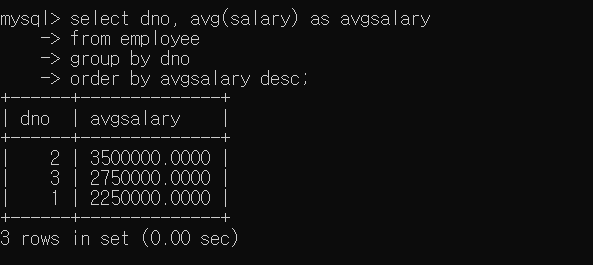 mysql> select dno, avg(salary) as avgsalary
    -> from employee
    -> group by dno
    -> order by avgsalary desc;
+------+--------------+
| dno  | avgsalary    |
+------+--------------+
|    2 | 3500000.0000 |
|    3 | 2750000.0000 |
|    1 | 2250000.0000 |
+------+--------------+
3 rows in set (0.00 sec)